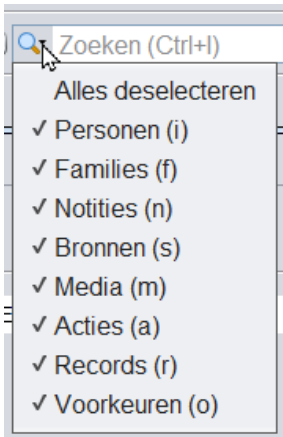 Zoeken (Ctrl+I)
Alles deselecteren
✓ Personen (i)
✓ Families (f)
✓ Notities (n)
✓ Bronnen (s)
✓ Media (m)
✓ Acties (a)
✓ Records (r)
✓ Voorkeuren (o)